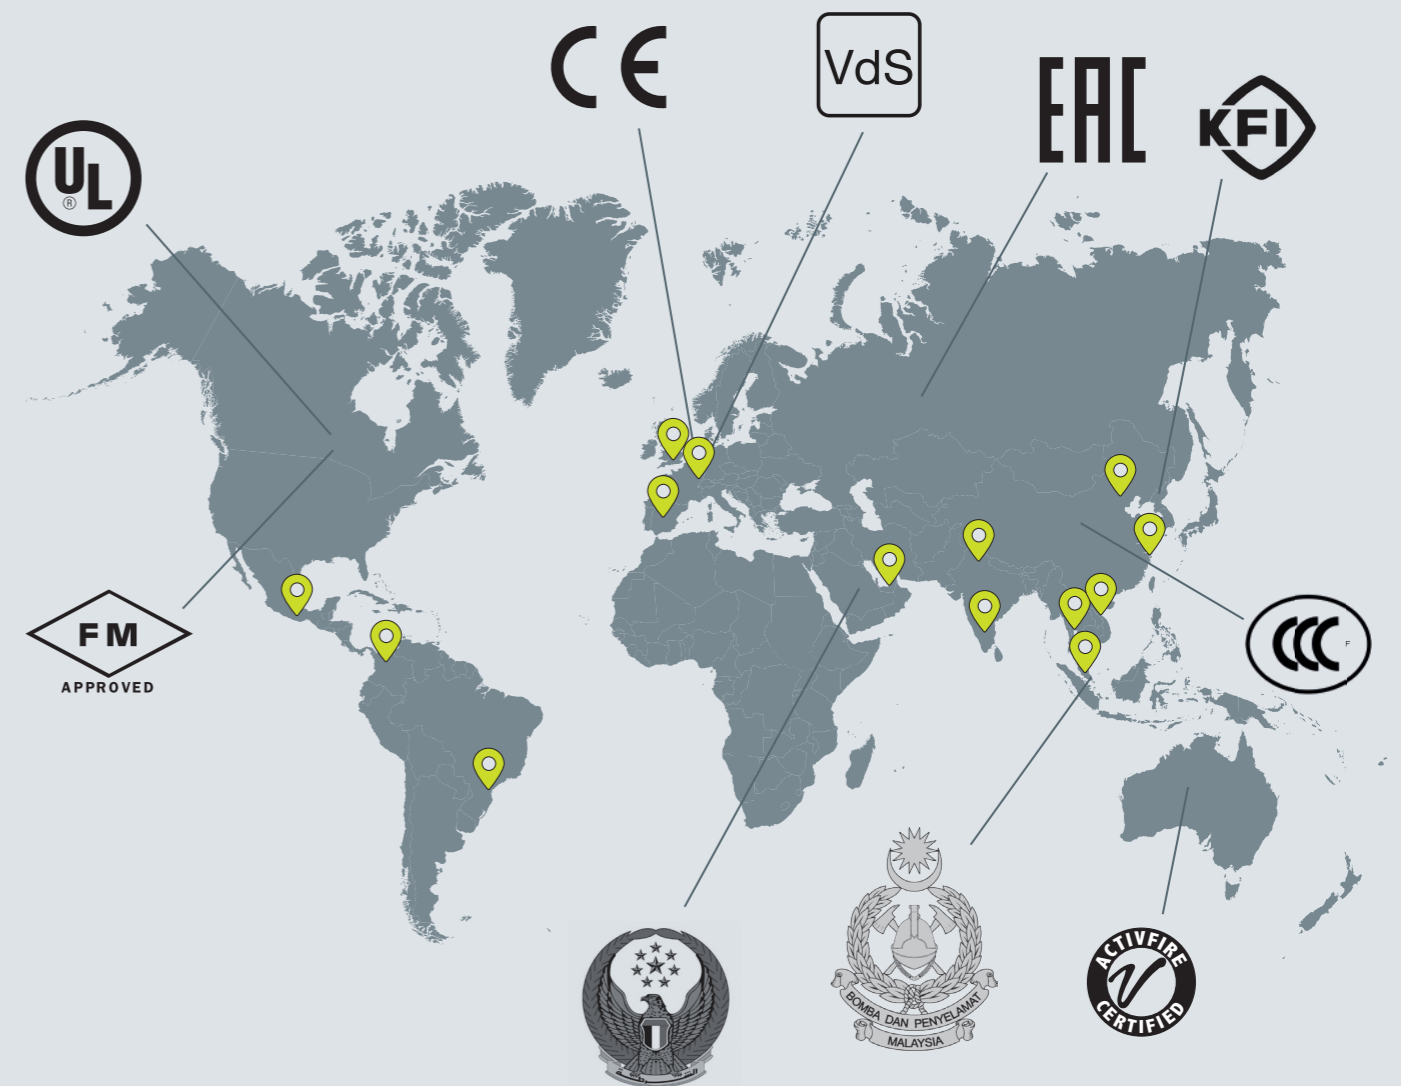 CE
VdS
EAC
KFI
UL
®
FM
APPROVED
CCC
F
BOMBA DAN PENYELAMAT
MALAYSIA
ACTIVFIRE
CERTIFIED